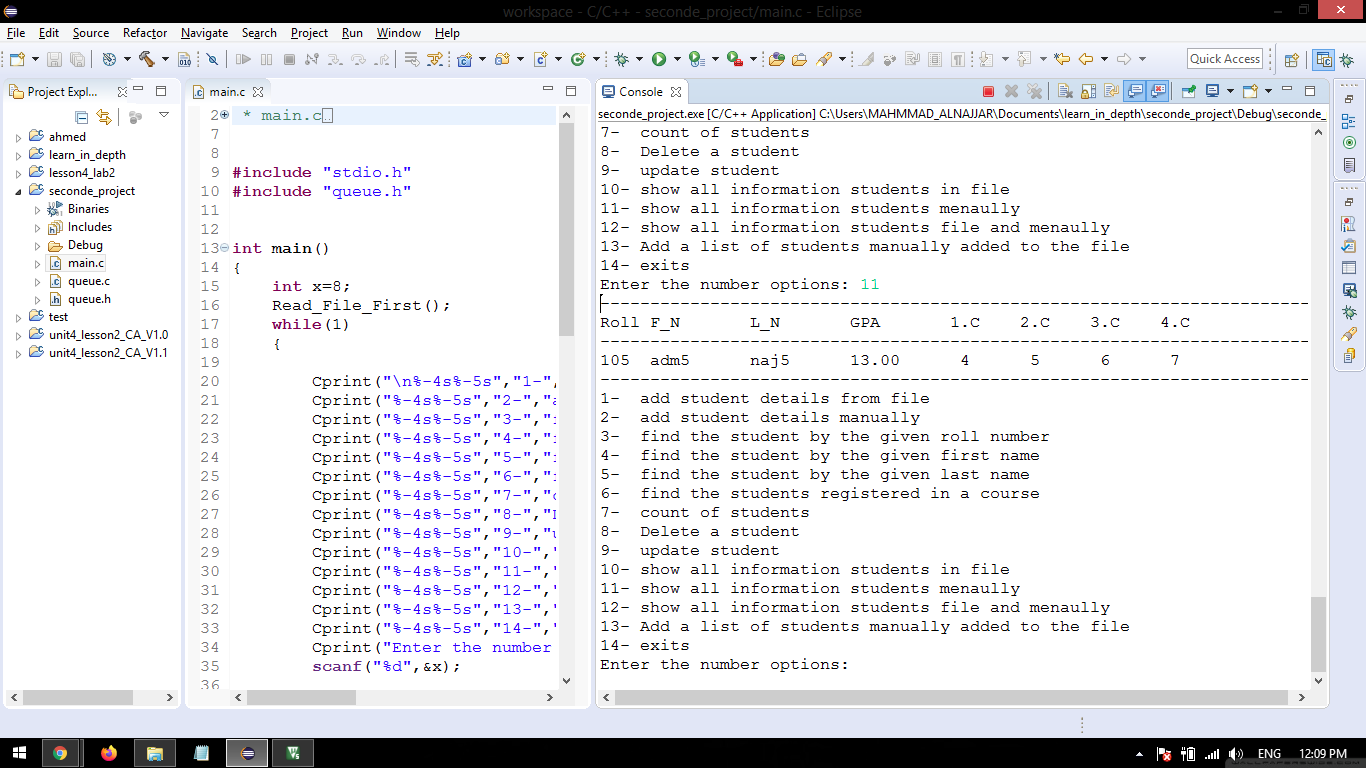 workspace - C/C++ - seconde_project/main.c - Eclipse
File Edit Source Refactor Navigate Search Project Run Window Help
Quick Access
Project Expl...
ahmed
learn_in_depth
lesson4_lab2
seconde_project
Binaries
Includes
Debug
main.c
queue.c
queue.h
test
unit4_lesson2_CA_V1.0
unit4_lesson2_CA_V1.1
main.c
2 * main.c
7
8
9 #include "stdio.h"
10 #include "queue.h"
11
12
13 int main()
14 {
15 int x=8;
16 Read_File_First();
17 while(1)
18 {
19
20 Cprint("\n%-4s%-5s","1-",
21 Cprint("%-4s%-5s","2-","a
22 Cprint("%-4s%-5s","3-","
23 Cprint("%-4s%-5s","4-","
24 Cprint("%-4s%-5s","5-","
25 Cprint("%-4s%-5s","6-","
26 Cprint("%-4s%-5s","7-","c
27 Cprint("%-4s%-5s","8-","D
28 Cprint("%-4s%-5s","9-","u
29 Cprint("%-4s%-5s","10-","
30 Cprint("%-4s%-5s","11-","
31 Cprint("%-4s%-5s","12-","
32 Cprint("%-4s%-5s","13-","
33 Cprint("%-4s%-5s","14-","
34 Cprint("Enter the number
35 scanf("%d",&x);
36
Console
seconde_project.exe [C/C++ Application] C:\Users\MAHMMAD_ALNAJJAR\Documents\learn_in_depth\seconde_project\Debug\seconde_
7- count of students
8- Delete a student
9- update student
10- show all information students in file
11- show all information students menaully
12- show all information students file and menaully
13- Add a list of students manually added to the file
14- exits
Enter the number options: 11
-----------------------------------------------------------------------
Roll F_N L_N GPA 1.C 2.C 3.C 4.C
-----------------------------------------------------------------------
105 adm5 naj5 13.00 4 5 6 7
-----------------------------------------------------------------------
1- add student details from file
2- add student details manually
3- find the student by the given roll number
4- find the student by the given first name
5- find the student by the given last name
6- find the students registered in a course
7- count of students
8- Delete a student
9- update student
10- show all information students in file
11- show all information students menaully
12- show all information students file and menaully
13- Add a list of students manually added to the file
14- exits
Enter the number options:
ENG 12:09 PM